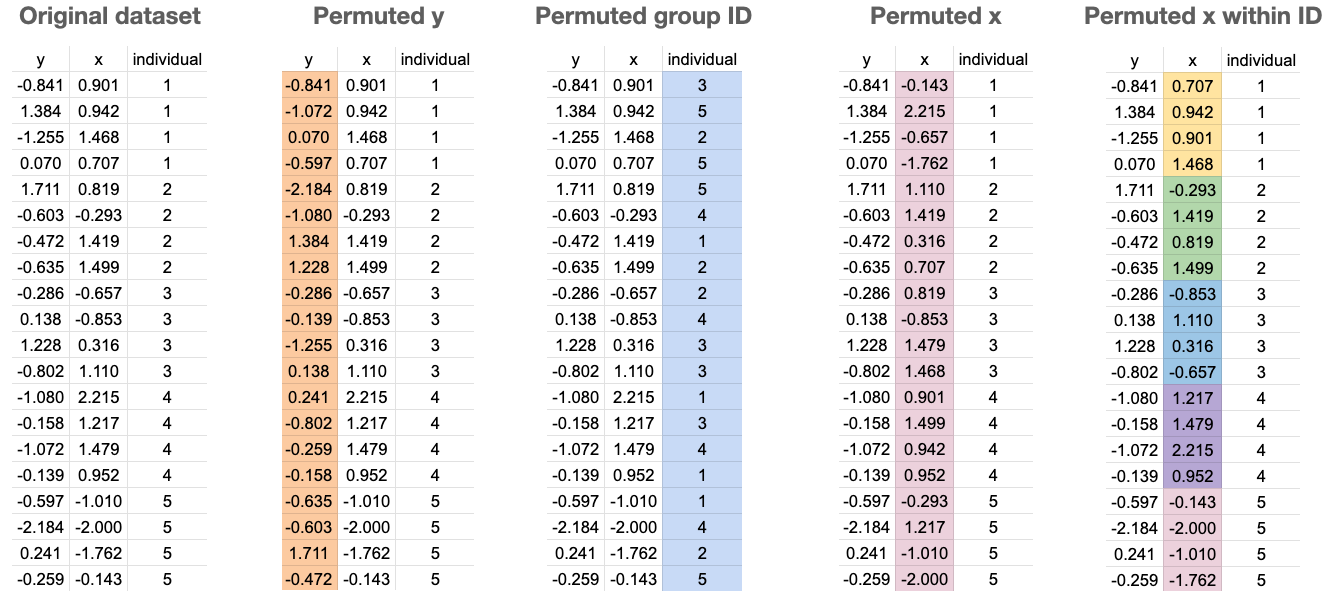 Original dataset Permuted y Permuted group ID Permuted x Permuted x within ID
y x individual y x individual y x individual y x individual y x individual
-0.841 0.901 1 -0.841 0.901 1 -0.841 0.901 3 -0.841 -0.143 1 -0.841 0.707 1
1.384 0.942 1 -1.072 0.942 1 1.384 0.942 5 1.384 2.215 1 1.384 0.942 1
-1.255 1.468 1 0.070 1.468 1 -1.255 1.468 2 -1.255 -0.657 1 -1.255 0.901 1
0.070 0.707 1 -0.597 0.707 1 0.070 0.707 5 0.070 -1.762 1 0.070 1.468 1
1.711 0.819 2 -2.184 0.819 2 1.711 0.819 5 1.711 1.110 2 1.711 -0.293 2
-0.603 -0.293 2 -1.080 -0.293 2 -0.603 -0.293 4 -0.603 1.419 2 -0.603 1.419 2
-0.472 1.419 2 1.384 1.419 2 -0.472 1.419 1 -0.472 0.316 2 -0.472 0.819 2
-0.635 1.499 2 1.228 1.499 2 -0.635 1.499 2 -0.635 0.707 2 -0.635 1.499 2
-0.286 -0.657 3 -0.286 -0.657 3 -0.286 -0.657 2 -0.286 0.819 3 -0.286 -0.853 3
0.138 -0.853 3 -0.139 -0.853 3 0.138 -0.853 4 0.138 -0.853 3 0.138 1.110 3
1.228 0.316 3 -1.255 0.316 3 1.228 0.316 3 1.228 1.479 3 1.228 0.316 3
-0.802 1.110 3 0.138 1.110 3 -0.802 1.110 3 -0.802 1.468 3 -0.802 -0.657 3
-1.080 2.215 4 0.241 2.215 4 -1.080 2.215 1 -1.080 0.901 4 -1.080 1.217 4
-0.158 1.217 4 -0.802 1.217 4 -0.158 1.217 3 -0.158 1.499 4 -0.158 1.479 4
-1.072 1.479 4 -0.259 1.479 4 -1.072 1.479 4 -1.072 0.942 4 -1.072 2.215 4
-0.139 0.952 4 -0.158 0.952 4 -0.139 0.952 1 -0.139 0.952 4 -0.139 0.952 4
-0.597 -1.010 5 -0.635 -1.010 5 -0.597 -1.010 1 -0.597 -0.293 5 -0.597 -0.143 5
-2.184 -2.000 5 -0.603 -2.000 5 -2.184 -2.000 4 -2.184 1.217 5 -2.184 -2.000 5
0.241 -1.762 5 1.711 -1.762 5 0.241 -1.762 2 0.241 -1.010 5 0.241 -1.010 5
-0.259 -0.143 5 -0.472 -0.143 5 -0.259 -0.143 5 -0.259 -2.000 5 -0.259 -1.762 5